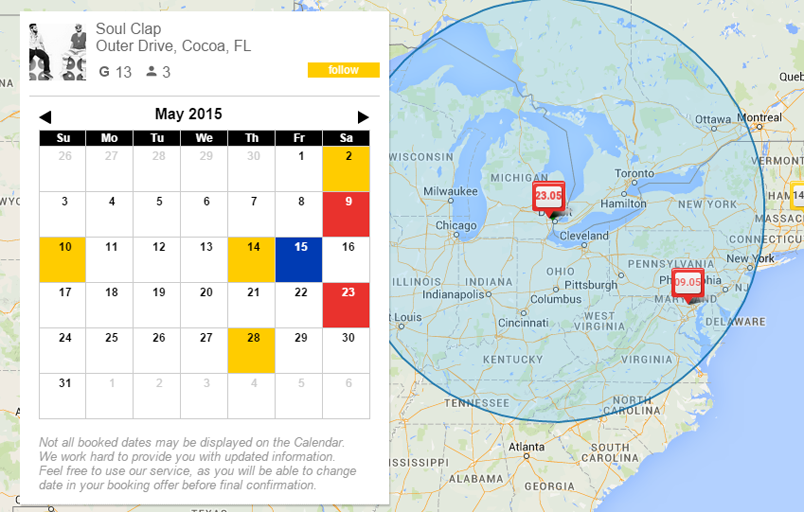 Soul Clap
Outer Drive, Cocoa, FL
G 13 3
follow
May 2015
Su Mo Tu We Th Fr Sa
26 27 28 29 30 1 2
3 4 5 6 7 8 9
10 11 12 13 14 15 16
17 18 19 20 21 22 23
24 25 26 27 28 29 30
31 1 2 3 4 5 6
Not all booked dates may be displayed on the Calendar.
We work hard to provide you with updated information.
Feel free to use our service, as you will be able to change
date in your booking offer before final confirmation.
Queb
Ottawa
Montreal
WISCONSIN
MICHIGAN
VERMONT
Toronto
Milwaukee
23.05
Hamilton
NEW YORK
14
MASSAC
Chicago
Cleveland
CONNECTICU
New York
PENNSYLVANIA
ILLINOIS
INDIANA
OHIO
Pittsburgh
09.05
NJ
Indianapolis
Columbus
MARYLAND
St Louis
Cincinnati
WEST
VIRGINIA
DELAWARE
KENTUCKY
VIRGINIA
TENNESSEE
NORTH
CAROLINA
Atlanta
SOUTH
CAROLINA
MISSISSIPPI
ALABAMA
GEORGIA
TEXAS